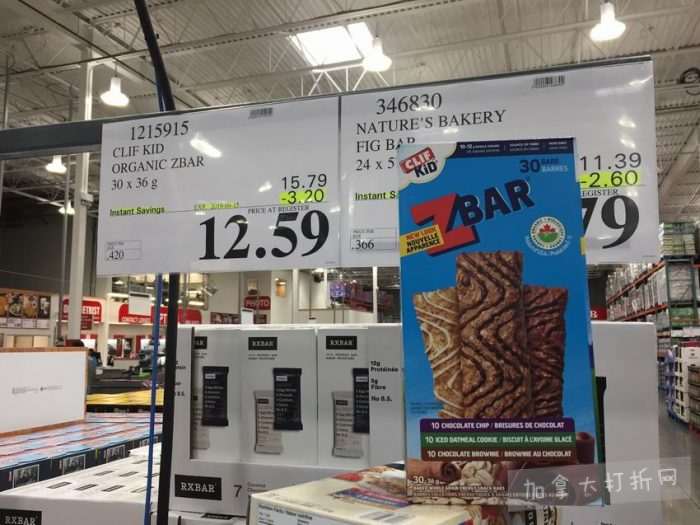 1215915
CLIF KID
ORGANIC ZBAR
30 x 36 g
15.79
Instant Savings
-3.20
PRICE AT REGISTER
12.59
.420
346830
NATURE'S BAKERY
FIG BAR
24 x 5
11.39
Instant S
-2.60
REGISTER
79
.366
CLIF
KID
30 BARS
BARRES
ZBAR
NEW LOOK
NOUVELLE
APPARENCE
10 CHOCOLATE CHIP / BRISURES DE CHOCOLAT
10 ICED OATMEAL COOKIE / BISCUIT À L'AVOINE GLACÉ
10 CHOCOLATE BROWNIE / BROWNIE AU CHOCOLAT
PHOTO
RXBAR
RXBAR
RXBAR
12g
Protéines
5g
Fibre
No B.S.
RXBAR
7
加拿大打折网